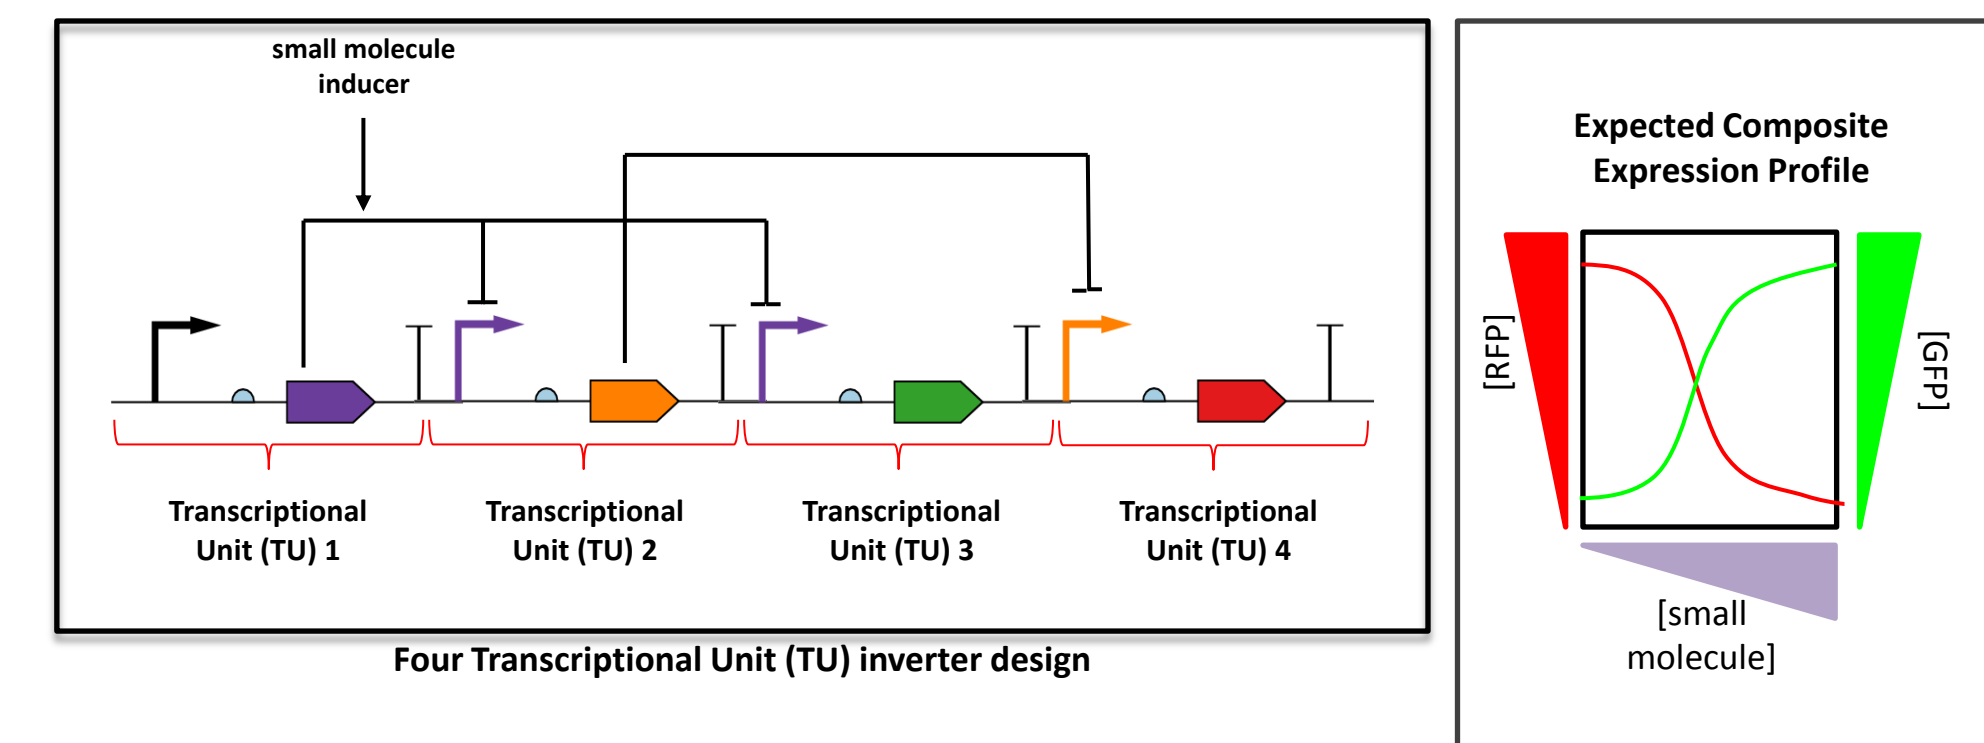 small molecule
inducer
Transcriptional
Unit (TU) 1
Transcriptional
Unit (TU) 2
Transcriptional
Unit (TU) 3
Transcriptional
Unit (TU) 4
Four Transcriptional Unit (TU) inverter design
Expected Composite
Expression Profile
[RFP]
[GFP]
[small
molecule]